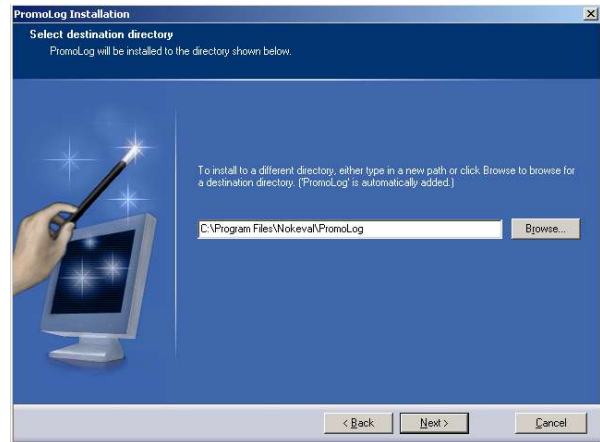 PromoLog Installation
Select destination directory
PromoLog will be installed to the directory shown below.
To install to a different directory, either type in a new path or click Browse to browse for
a destination directory. ('PromoLog' is automatically added.)
C:\Program Files\Nokeval\PromoLog
Browse...
< Back
Next >
Cancel